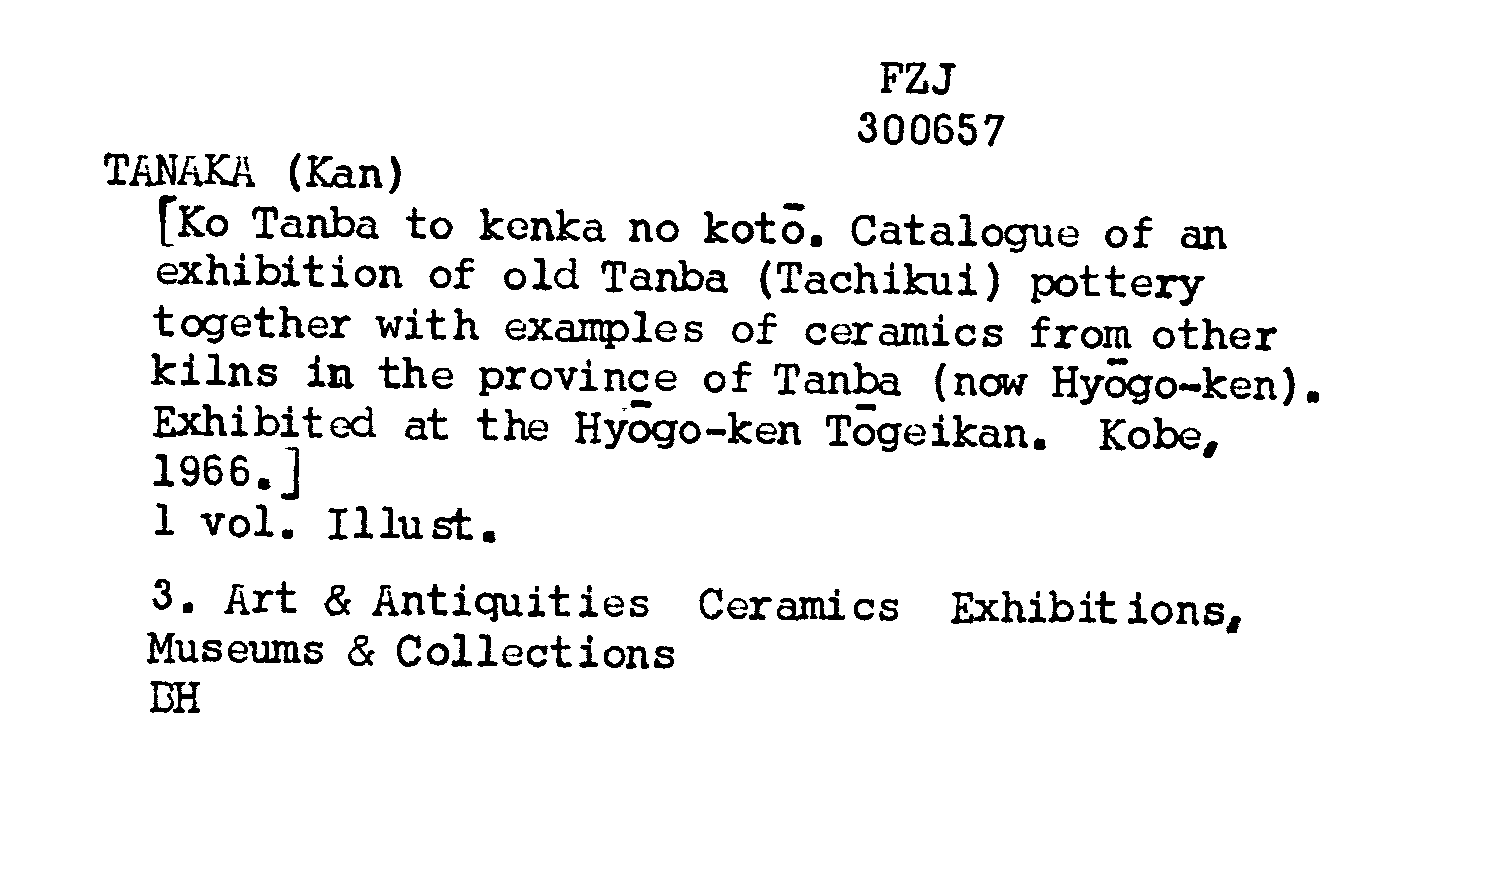 FZJ
300657
TANAKA (Kan)
[Ko Tanba to kenka no kotō. Catalogue of an
exhibition of old Tanba (Tachikui) pottery
together with examples of ceramics from other
kilns in the province of Tanba (now Hyōgo-ken).
Exhibited at the Hyōgo-ken Tōgeikan. Kobe,
1966.]
1 vol. Illust.
3. Art & Antiquities Ceramics Exhibitions,
Museums & Collections
BH